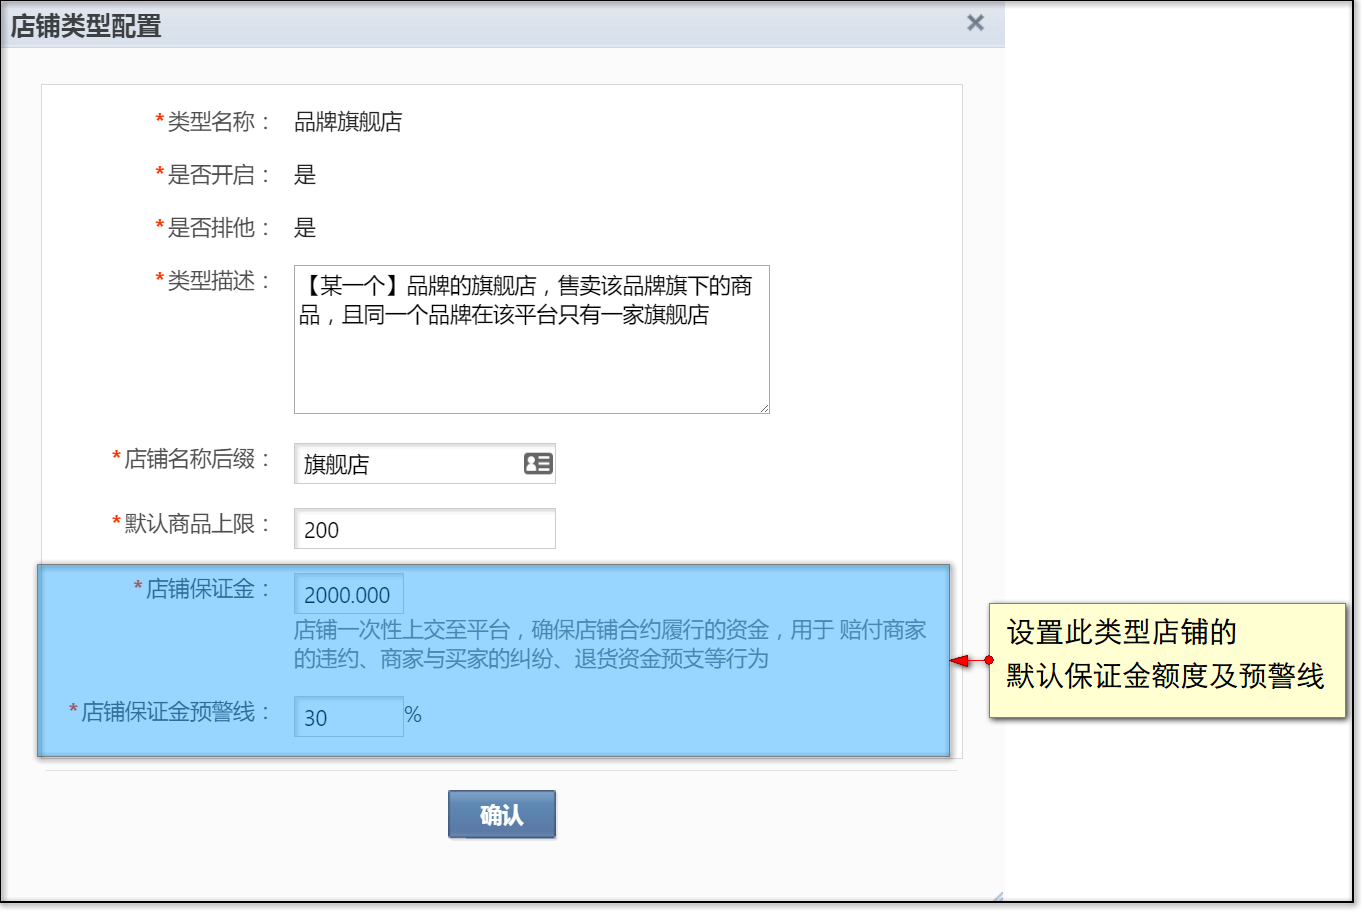 店铺类型配置
*类型名称： 品牌旗舰店
*是否开启： 是
*是否排他： 是
*类型描述： 【某一个】品牌的旗舰店，售卖该品牌旗下的商
品，且同一个品牌在该平台只有一家旗舰店
*店铺名称后缀： 旗舰店
*默认商品上限： 200
*店铺保证金： 2000.000
店铺一次性上交至平台，确保店铺合约履行的资金，用于 赔付商家
的违约、商家与买家的纠纷、退货资金预支等行为
*店铺保证金预警线： 30 %
设置此类型店铺的
默认保证金额度及预警线
确认